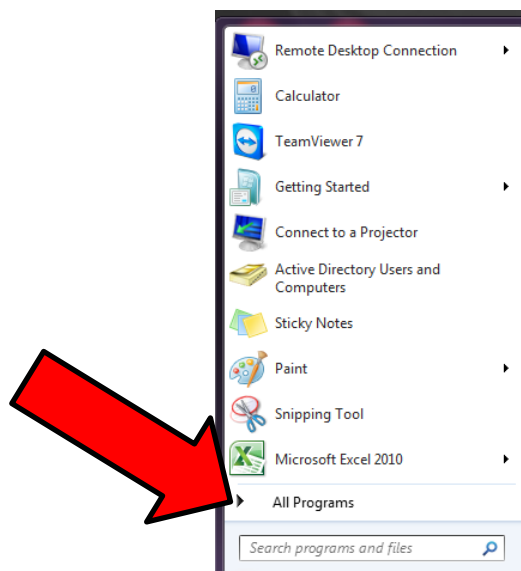 Remote Desktop Connection
Calculator
TeamViewer 7
Getting Started
Connect to a Projector
Active Directory Users and
Computers
Sticky Notes
Paint
Snipping Tool
Microsoft Excel 2010
All Programs
Search programs and files